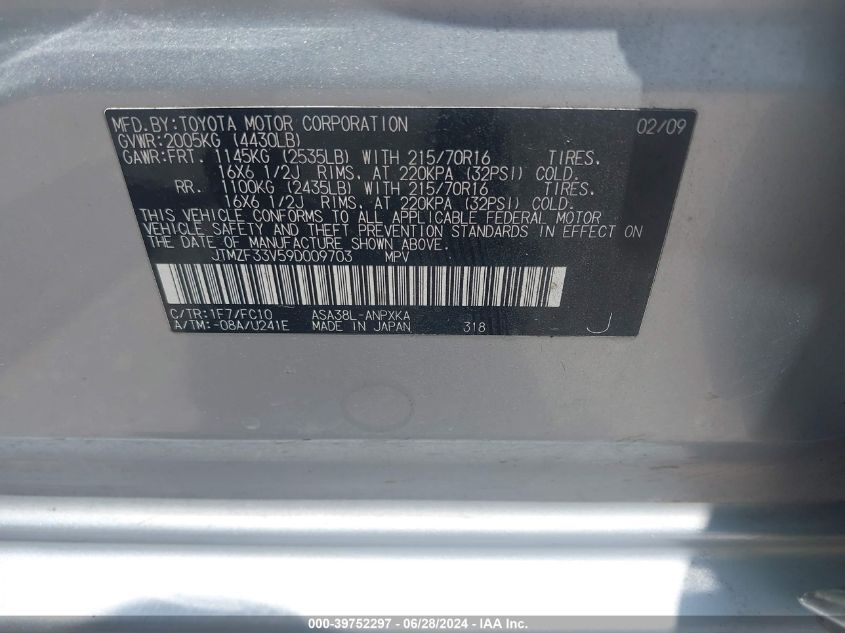 MFD.BY:TOYOTA MOTOR CORPORATION 02/09
GVWR:2005KG (4430LB)
GAWR:FRT. 1145KG (2535LB) WITH 215/70R16 TIRES.
16X6 1/2J RIMS. AT 220KPA (32PSI) COLD.
RR. 1100KG (2435LB) WITH 215/70R16 TIRES.
16X6 1/2J RIMS. AT 220KPA (32PSI) COLD.
THIS VEHICLE CONFORMS TO ALL APPLICABLE FEDERAL MOTOR
VEHICLE SAFETY AND THEFT PREVENTION STANDARDS IN EFFECT ON
THE DATE OF MANUFACTURE SHOWN ABOVE.
JTMZF33V59D009703 MPV
C/TR:1F7/FC10 ASA38L-ANPXKA
A/TM:-08A/U241E MADE IN JAPAN 318 J
000-39752297 - 06/28/2024 - IAA Inc.